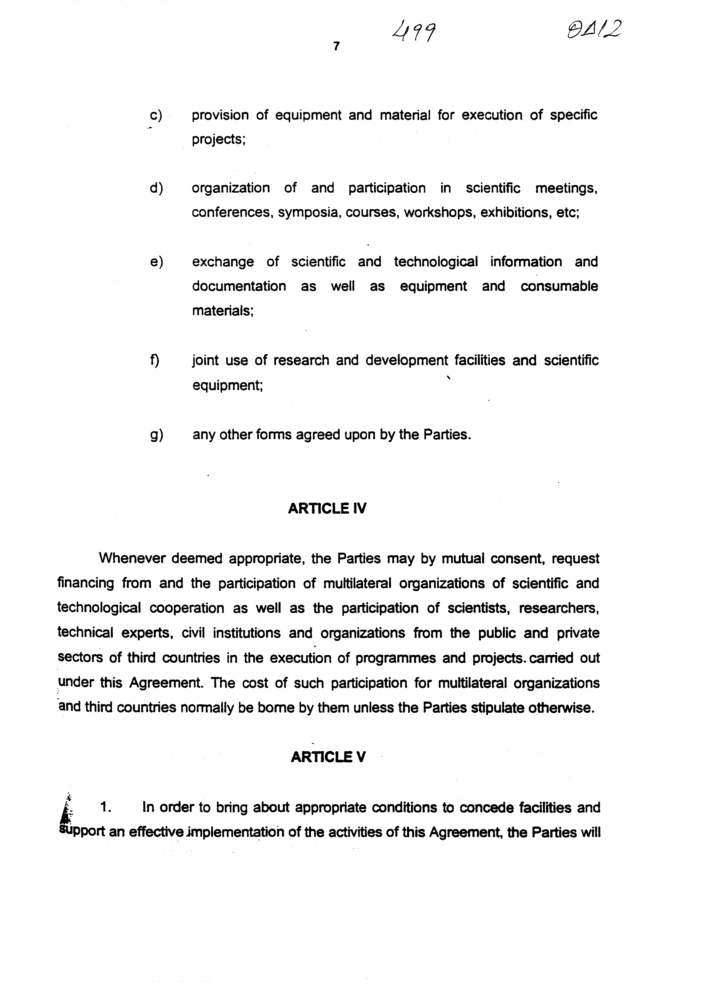 499 ΘΔ12
7
c) provision of equipment and material for execution of specific
projects;
d) organization of and participation in scientific meetings,
conferences, symposia, courses, workshops, exhibitions, etc;
e) exchange of scientific and technological information and
documentation as well as equipment and consumable
materials;
f) joint use of research and development facilities and scientific
equipment;
g) any other forms agreed upon by the Parties.
ARTICLE IV
Whenever deemed appropriate, the Parties may by mutual consent, request
financing from and the participation of multilateral organizations of scientific and
technological cooperation as well as the participation of scientists, researchers,
technical experts, civil institutions and organizations from the public and private
sectors of third countries in the execution of programmes and projects. carried out
under this Agreement. The cost of such participation for multilateral organizations
and third countries normally be borne by them unless the Parties stipulate otherwise.
ARTICLE V
1. In order to bring about appropriate conditions to concede facilities and
support an effective implementation of the activities of this Agreement, the Parties will